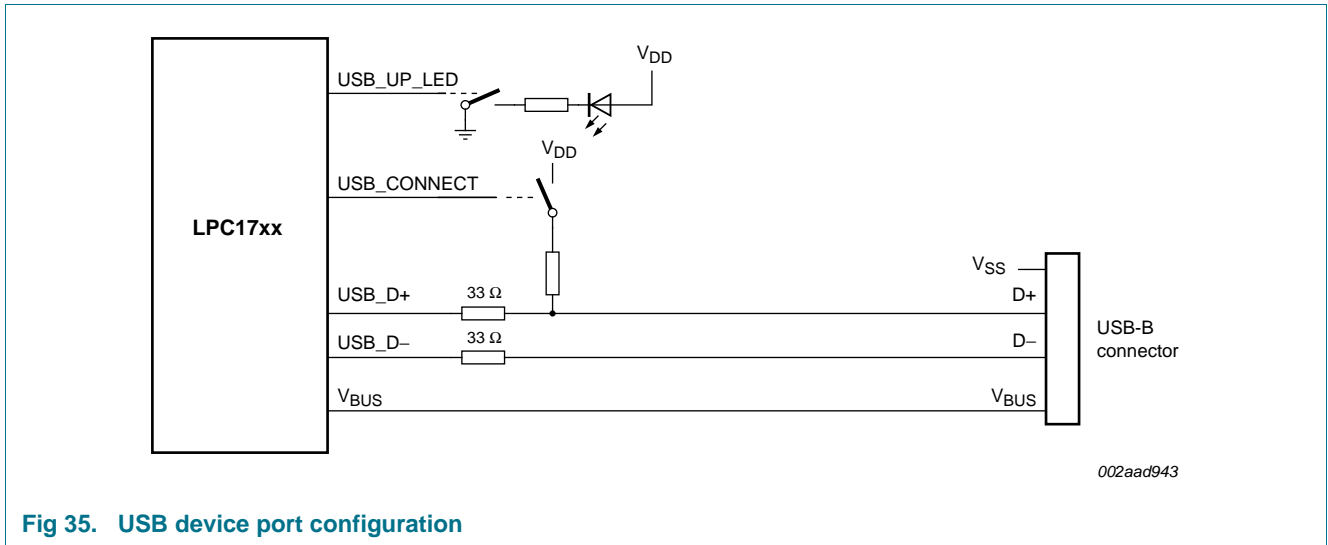 VDD
USB_UP_LED
VDD
USB_CONNECT
LPC17xx
VSS
USB_D+
33 Ω
D+
USB_D–
33 Ω
D–
USB-B
connector
VBUS
VBUS
002aad943
Fig 35. USB device port configuration